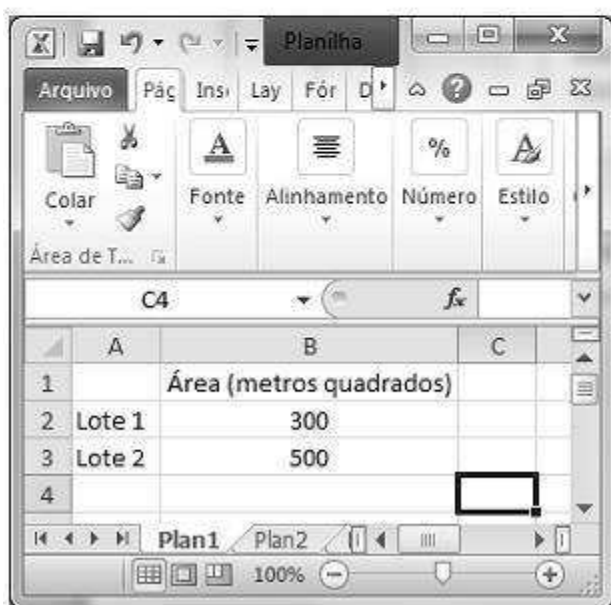 Planilha
Arquivo Pág Ins Lay Fór D
Colar Fonte Alinhamento Número Estilo
%
Área de T...
C4 fx
A B C
1 Área (metros quadrados)
2 Lote 1 300
3 Lote 2 500
4
Plan1 Plan2
100%